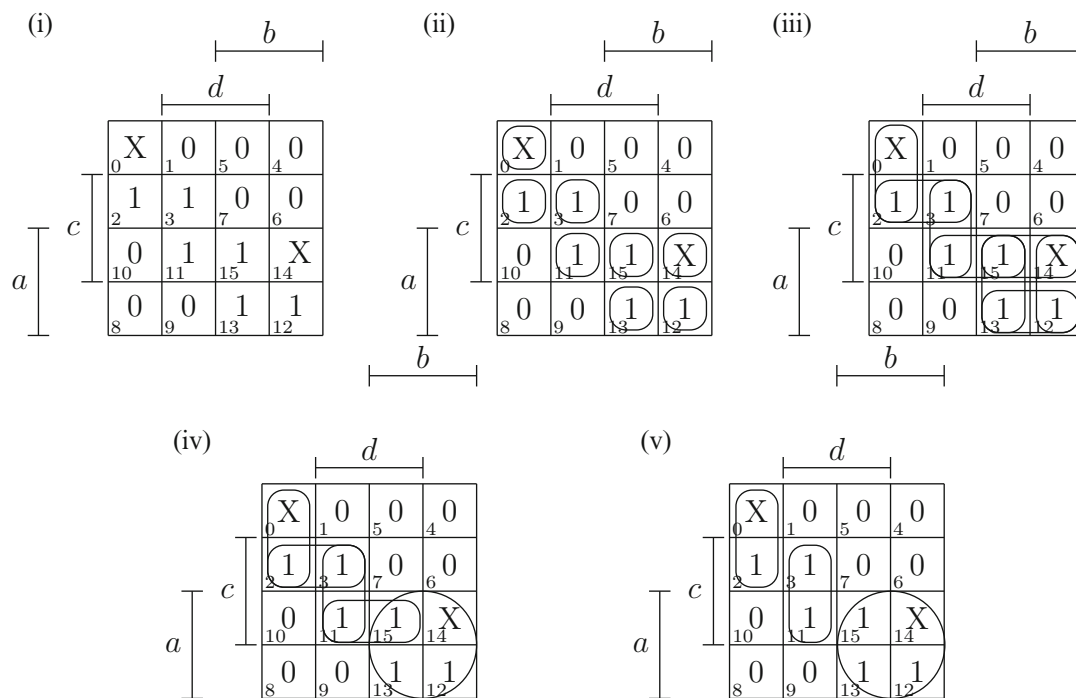 (i) (ii) (iii)
b b b
d d d
X 0 0 0 X 0 0 0 X 0 0 0
0 1 5 4 0 1 5 4 0 1 5 4
1 1 0 0 1 1 0 0 1 1 0 0
2 3 7 6 2 3 7 6 2 3 7 6
c c c
0 1 1 X 0 1 1 X 0 1 1 X
10 11 15 14 10 11 15 14 10 11 15 14
a a a
0 0 1 1 0 0 1 1 0 0 1 1
8 9 13 12 8 9 13 12 8 9 13 12
b b
(iv) (v)
d d
X 0 0 0 X 0 0 0
0 1 5 4 0 1 5 4
1 1 0 0 1 1 0 0
2 3 7 6 2 3 7 6
c c
0 1 1 X 0 1 1 X
10 11 15 14 10 11 15 14
a a
0 0 1 1 0 0 1 1
8 9 13 12 8 9 13 12